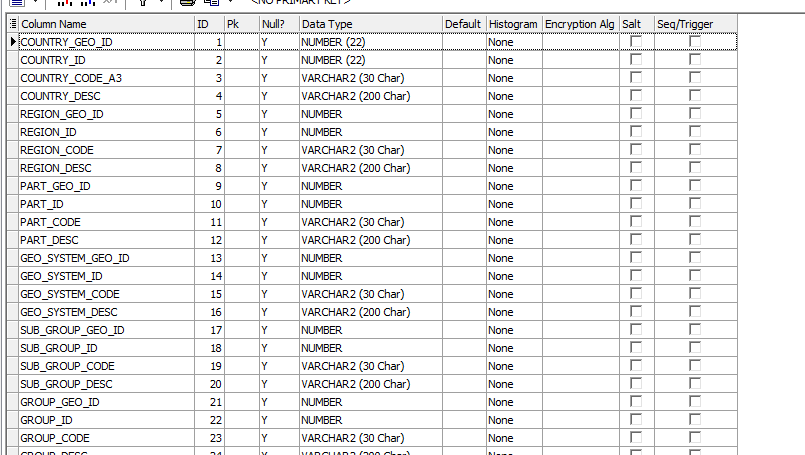 <NO PRIMARY KEY>
Column Name ID Pk Null? Data Type Default Histogram Encryption Alg Salt Seq/Trigger
COUNTRY_GEO_ID 1 Y NUMBER (22) None
COUNTRY_ID 2 Y NUMBER (22) None
COUNTRY_CODE_A3 3 Y VARCHAR2 (30 Char) None
COUNTRY_DESC 4 Y VARCHAR2 (200 Char) None
REGION_GEO_ID 5 Y NUMBER None
REGION_ID 6 Y NUMBER None
REGION_CODE 7 Y VARCHAR2 (30 Char) None
REGION_DESC 8 Y VARCHAR2 (200 Char) None
PART_GEO_ID 9 Y NUMBER None
PART_ID 10 Y NUMBER None
PART_CODE 11 Y VARCHAR2 (30 Char) None
PART_DESC 12 Y VARCHAR2 (200 Char) None
GEO_SYSTEM_GEO_ID 13 Y NUMBER None
GEO_SYSTEM_ID 14 Y NUMBER None
GEO_SYSTEM_CODE 15 Y VARCHAR2 (30 Char) None
GEO_SYSTEM_DESC 16 Y VARCHAR2 (200 Char) None
SUB_GROUP_GEO_ID 17 Y NUMBER None
SUB_GROUP_ID 18 Y NUMBER None
SUB_GROUP_CODE 19 Y VARCHAR2 (30 Char) None
SUB_GROUP_DESC 20 Y VARCHAR2 (200 Char) None
GROUP_GEO_ID 21 Y NUMBER None
GROUP_ID 22 Y NUMBER None
GROUP_CODE 23 Y VARCHAR2 (30 Char) None
GROUP_DESC 24 Y VARCHAR2 (200 Char) None